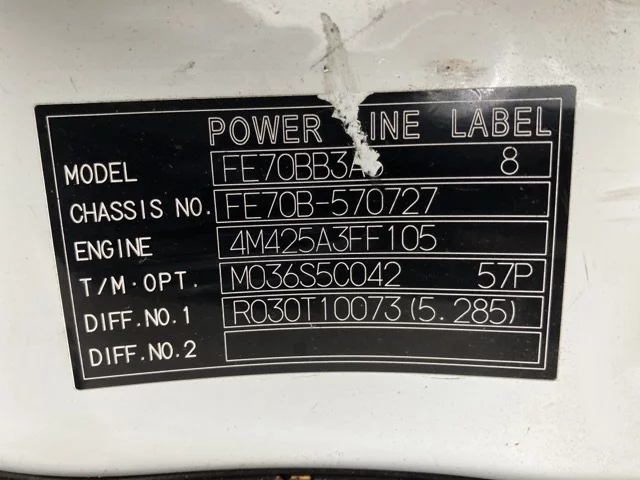 POWER LINE LABEL
MODEL 8
CHASSIS NO. FE70B-570727
ENGINE 4M425A3FF105
T/M·OPT. M036S5C042 57P
DIFF.NO.1 R030T10073(5.285)
DIFF.NO.2